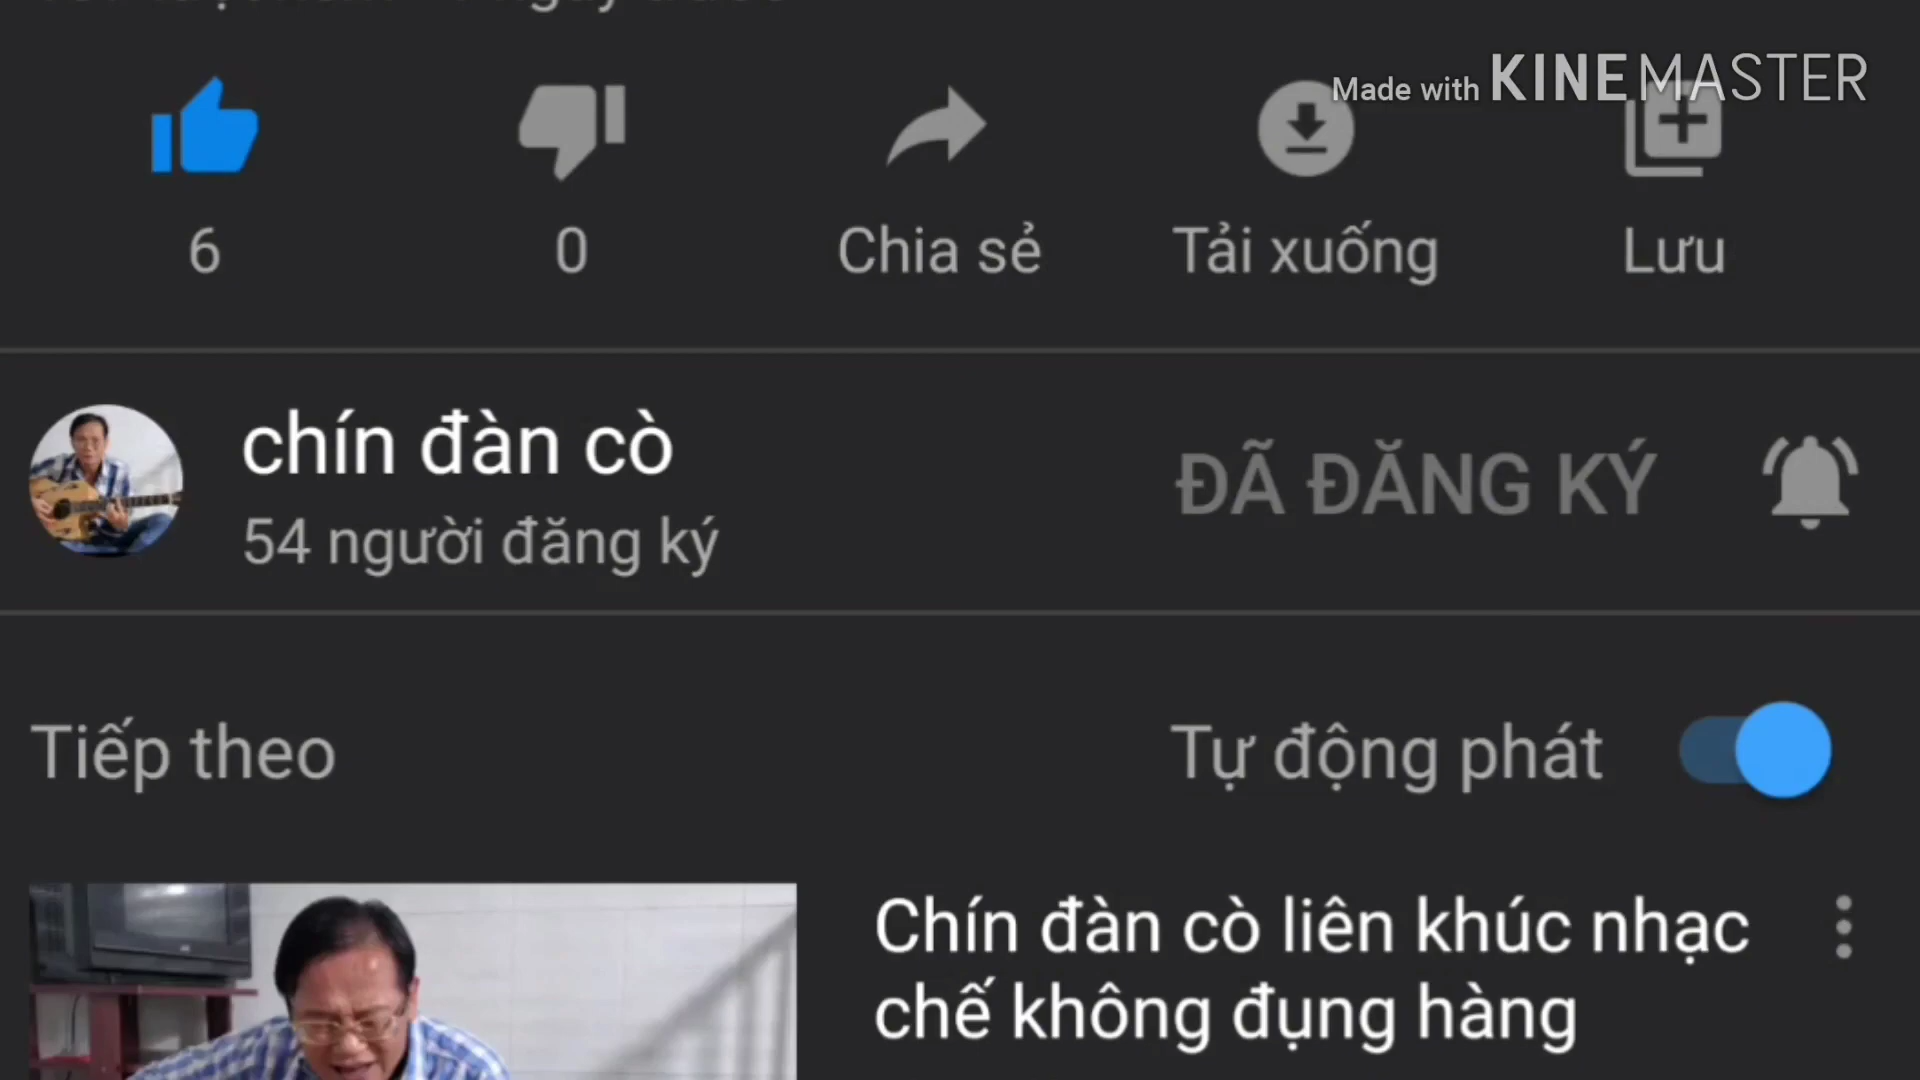 Made with KINEMASTER
6
0
Chia sẻ
Tải xuống
Lưu
chín đàn cò
54 người đăng ký
ĐÃ ĐĂNG KÝ
Tiếp theo
Tự động phát
Chín đàn cò liên khúc nhạc
chế không đụng hàng